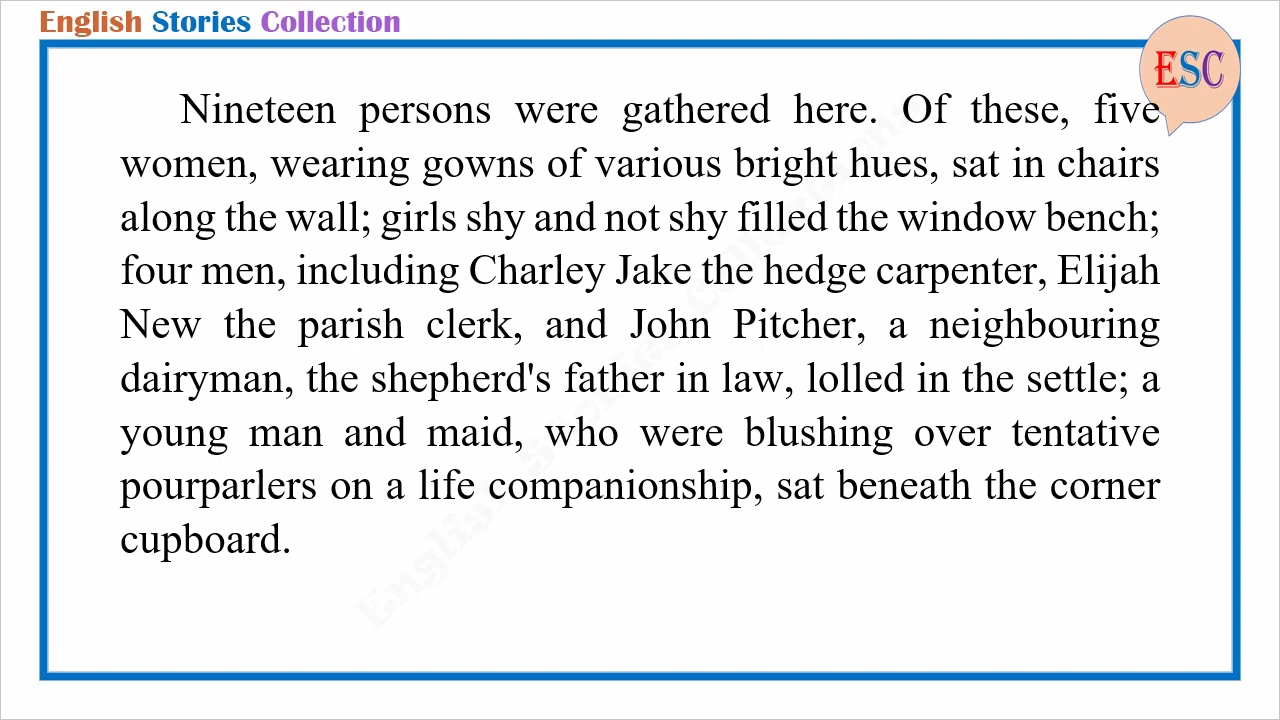 English Stories Collection
ESC
Nineteen persons were gathered here. Of these, five
women, wearing gowns of various bright hues, sat in chairs
along the wall; girls shy and not shy filled the window bench;
four men, including Charley Jake the hedge carpenter, Elijah
New the parish clerk, and John Pitcher, a neighbouring
dairyman, the shepherd's father in law, lolled in the settle; a
young man and maid, who were blushing over tentative
pourparlers on a life companionship, sat beneath the corner
cupboard.
English Stories Collection